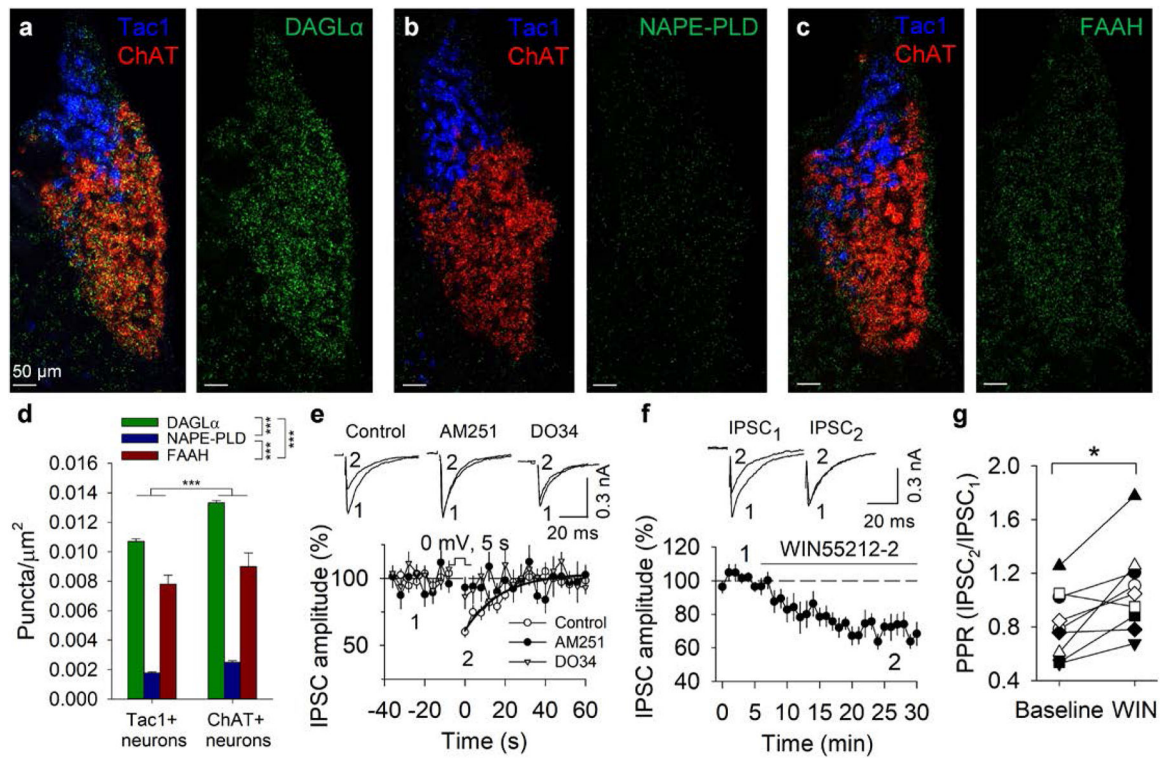 a Tac1 ChAT DAGLα
b Tac1 ChAT NAPE-PLD
c Tac1 ChAT FAAH
50 µm
d
DAGLα
NAPE-PLD
FAAH
***
***
***
***
0.016
0.014
0.012
0.010
0.008
0.006
0.004
0.002
0.000
Puncta/µm²
Tac1+
neurons
ChAT+
neurons
e
Control AM251 DO34
2 2 2
1 1 1
0.3 nA
20 ms
0 mV, 5 s
IPSC amplitude (%)
100
75
50
1
2
Control
AM251
DO34
-40 -20 0 20 40 60
Time (s)
f
IPSC₁ IPSC₂
2 2
1 1
0.3 nA
20 ms
WIN55212-2
IPSC amplitude (%)
120
100
80
60
40
1
2
0 5 10 15 20 25 30
Time (min)
g
*
PPR (IPSC₂/IPSC₁)
2.0
1.6
1.2
0.8
0.4
Baseline WIN